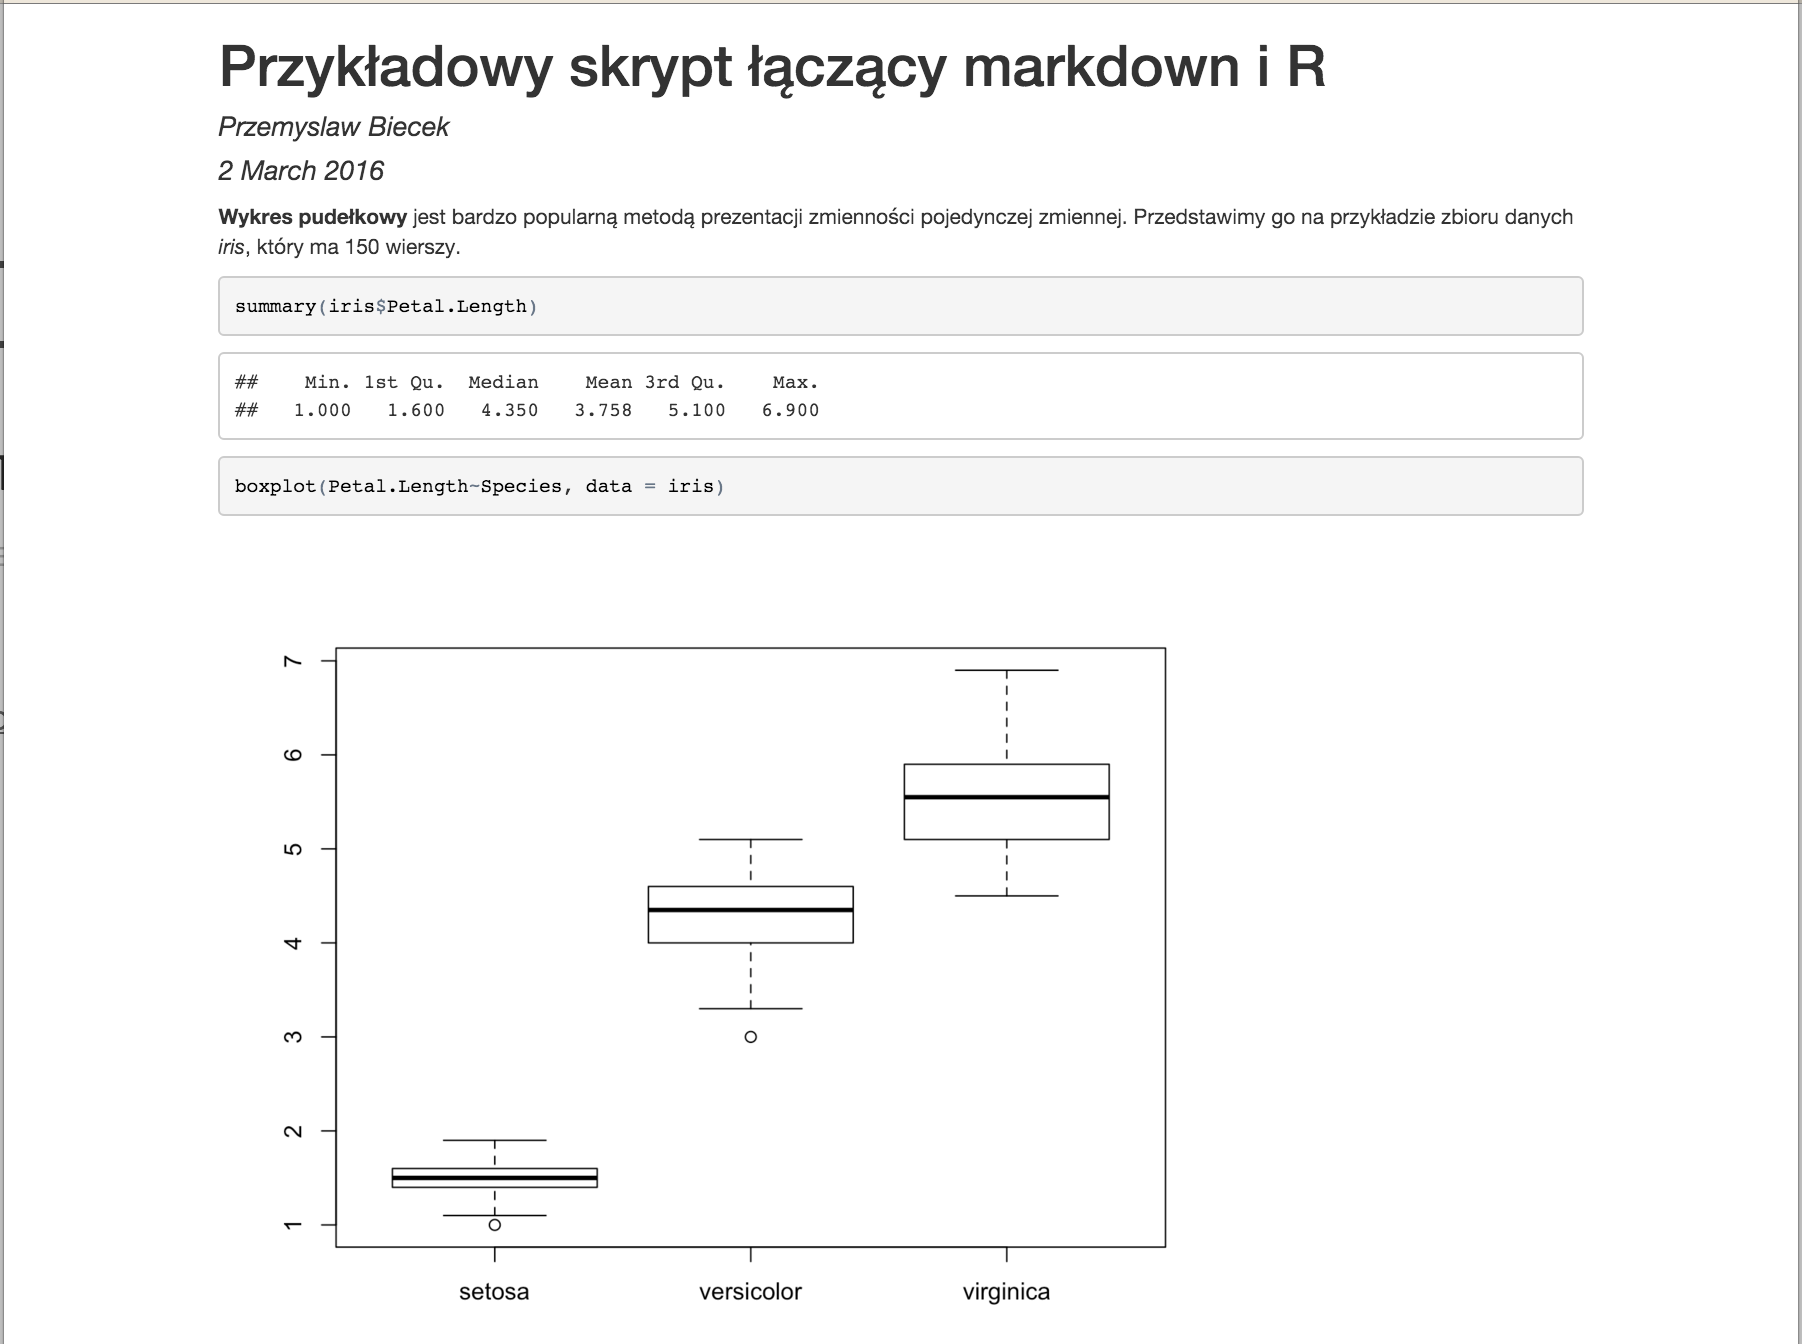 Przykładowy skrypt łączący markdown i R
Przemyslaw Biecek
2 March 2016
Wykres pudełkowy jest bardzo popularną metodą prezentacji zmienności pojedynczej zmiennej. Przedstawimy go na przykładzie zbioru danych
iris, który ma 150 wierszy.
summary(iris$Petal.Length)
##    Min. 1st Qu.  Median    Mean 3rd Qu.    Max.
##   1.000   1.600   4.350   3.758   5.100   6.900
boxplot(Petal.Length~Species, data = iris)
7
6
5
4
3
2
1
setosa versicolor virginica